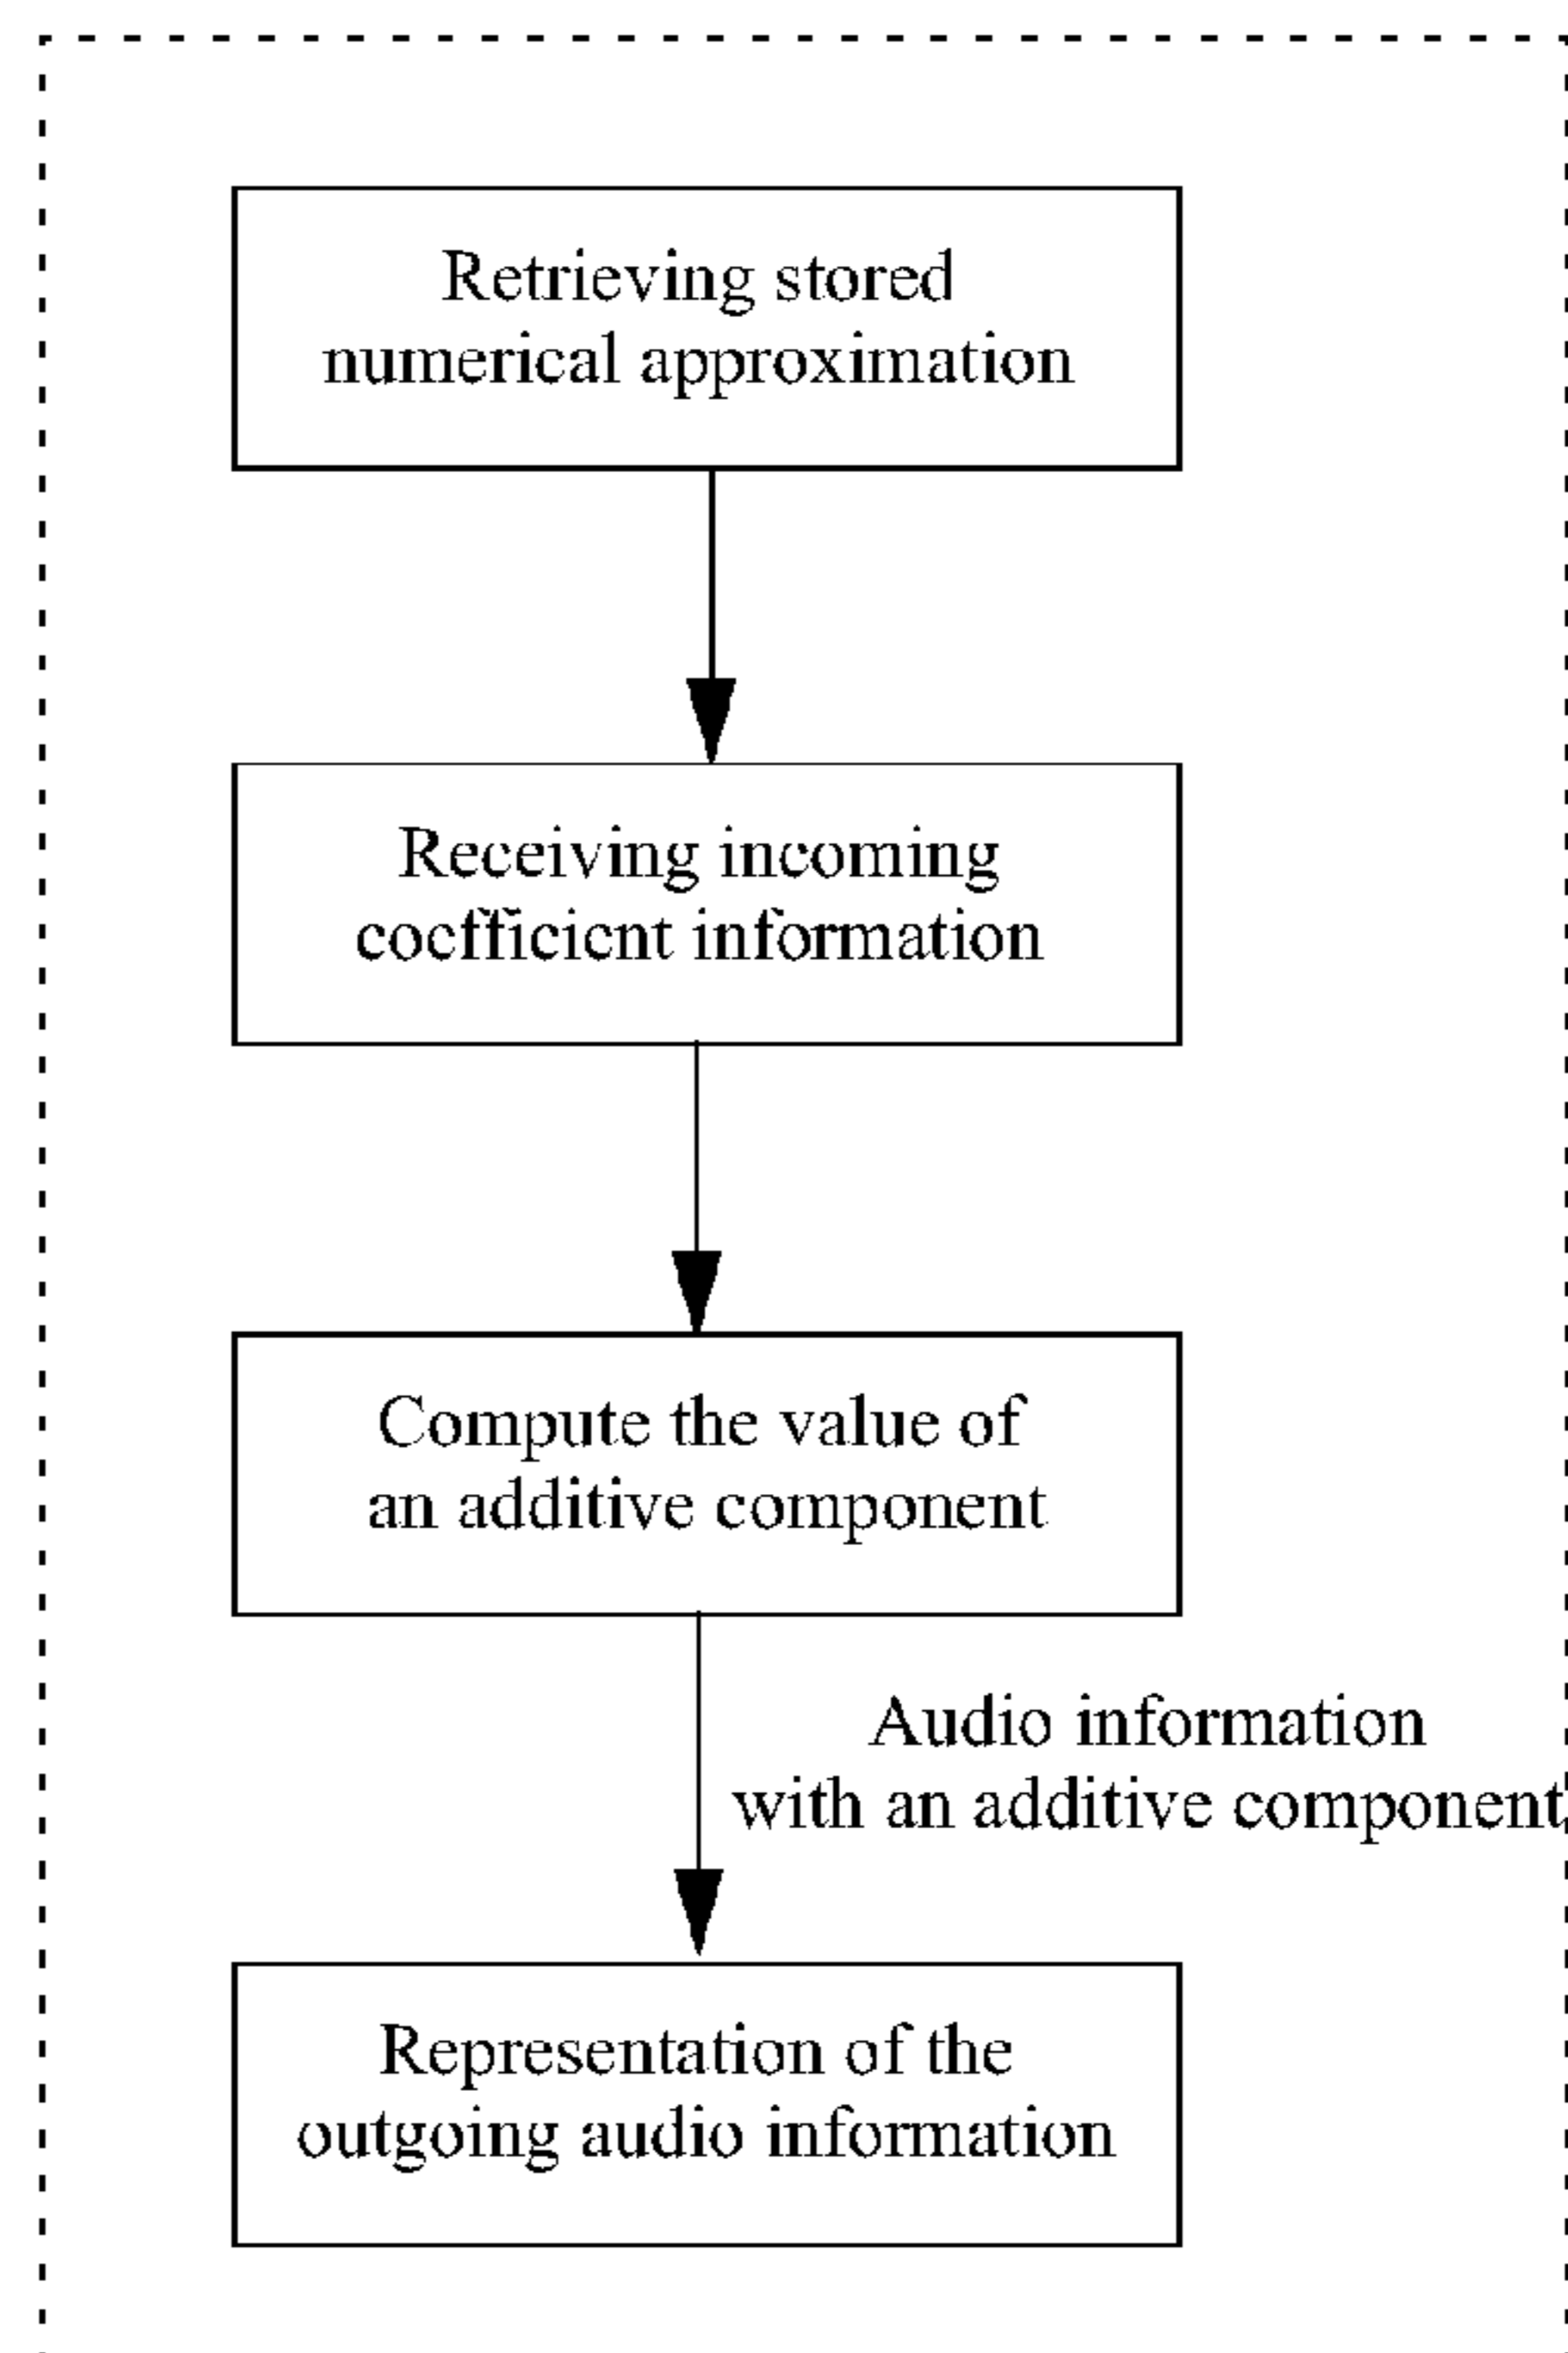 Retrieving stored
numerical approximation
Receiving incoming
coefficient information
Compute the value of
an additive component
Audio information
with an additive component
Representation of the
outgoing audio information